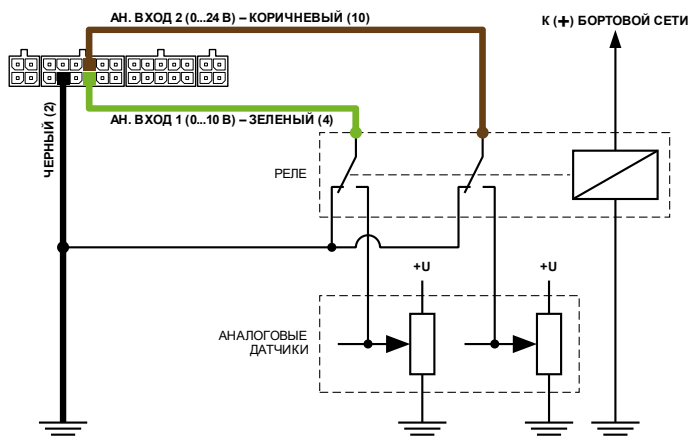 АН. ВХОД 2 (0...24 В) – КОРИЧНЕВЫЙ (10)
К (+) БОРТОВОЙ СЕТИ
АН. ВХОД 1 (0...10 В) – ЗЕЛЕНЫЙ (4)
ЧЕРНЫЙ (2)
РЕЛЕ
+U
+U
АНАЛОГОВЫЕ
ДАТЧИКИ